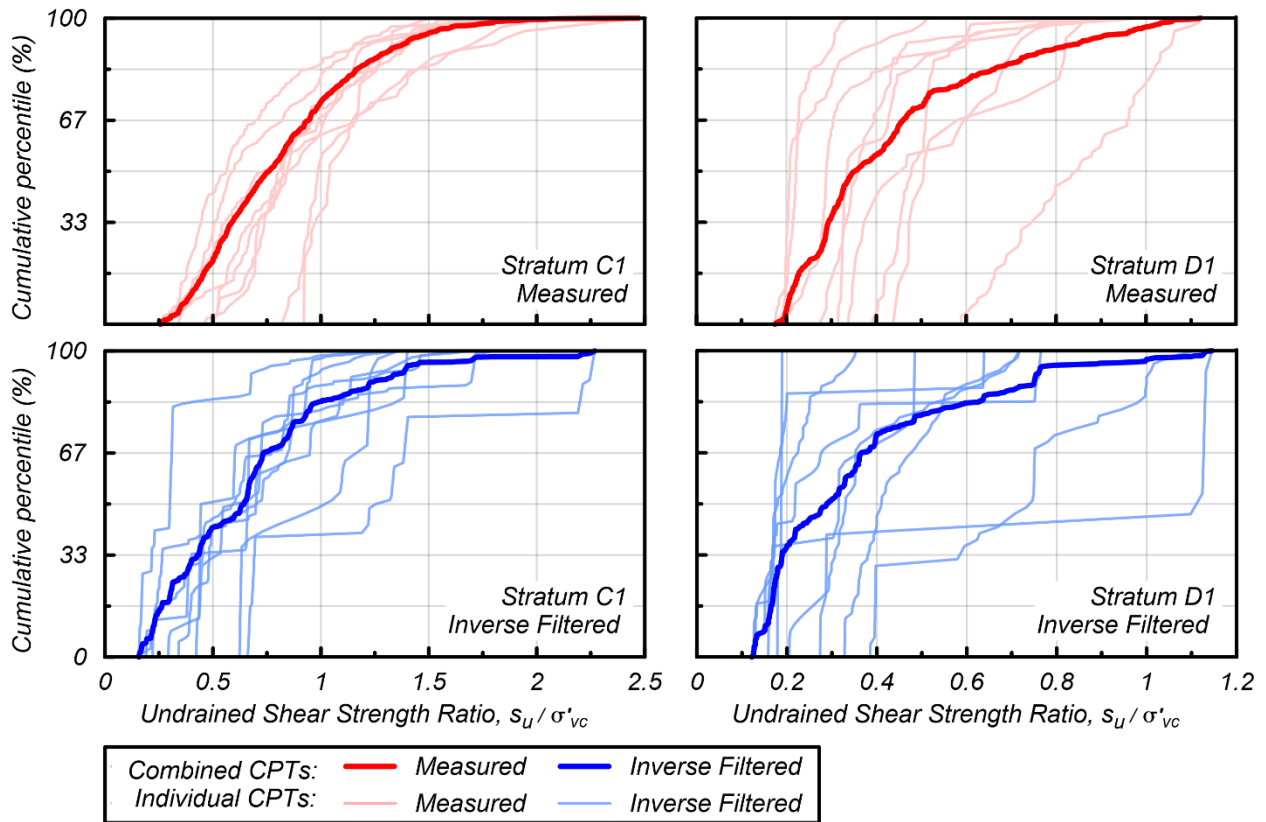 100
67
33
Cumulative percentile (%)
Stratum C1
Measured
Stratum D1
Measured
100
67
33
0
Cumulative percentile (%)
Stratum C1
Inverse Filtered
Stratum D1
Inverse Filtered
0 0.5 1 1.5 2 2.5
0 0.2 0.4 0.6 0.8 1 1.2
Undrained Shear Strength Ratio, su / σ'vc
Undrained Shear Strength Ratio, su / σ'vc
Combined CPTs: Measured Inverse Filtered
Individual CPTs: Measured Inverse Filtered